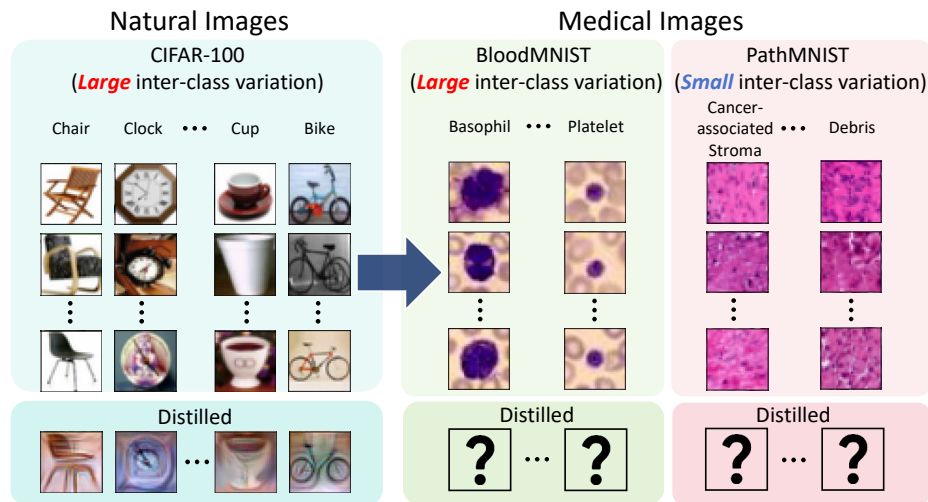 Natural Images
Medical Images
CIFAR-100
(Large inter-class variation)
Chair Clock ••• Cup Bike
Distilled
BloodMNIST
(Large inter-class variation)
Basophil ••• Platelet
Distilled
? ••• ?
PathMNIST
(Small inter-class variation)
Cancer-
associated
Stroma ••• Debris
Distilled
? ••• ?